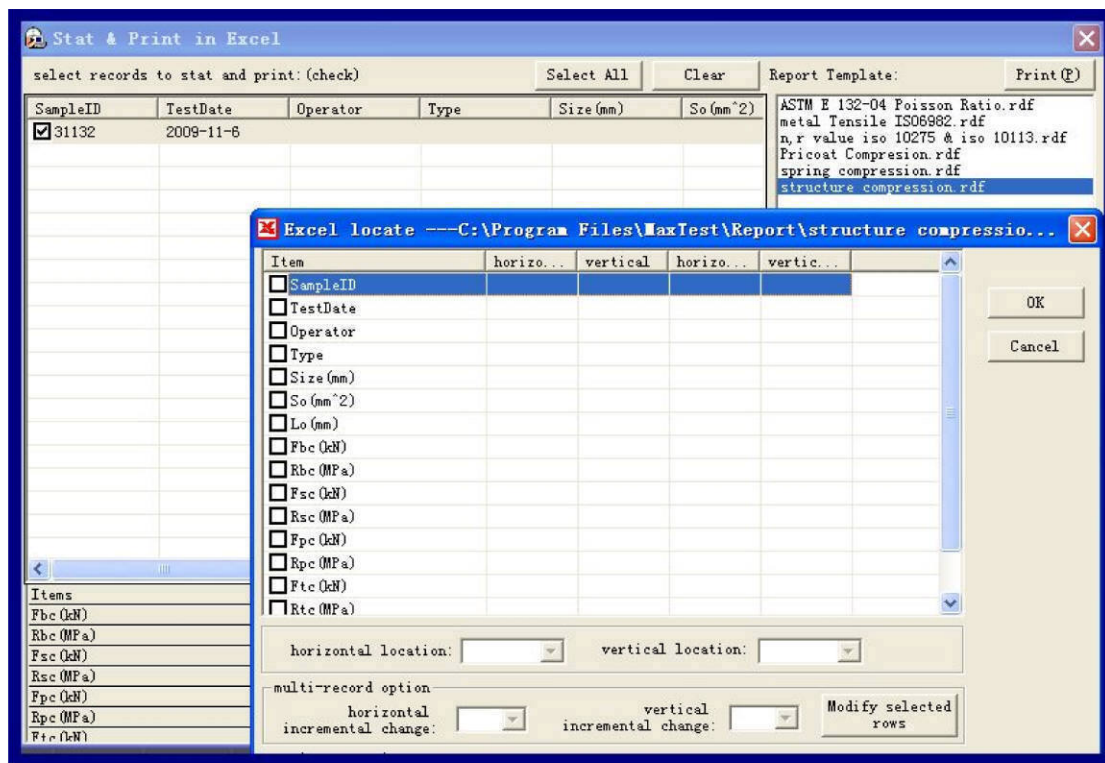 Stat & Print in Excel
select records to stat and print:(check)
Select All
Clear
Report Template:
Print(P)
SampleID TestDate Operator Type Size(mm) So(mm^2)
31132 2009-11-6
ASTM E 132-04 Poisson Ratio.rdf
metal Tensile ISO6982.rdf
n,r value iso 10275 & iso 10113.rdf
Pricoat Compresion.rdf
spring compression.rdf
structure compression.rdf
Excel locate ---C:\Program Files\MaxTest\Report\structure compressio...
Item horizo... vertical horizo... vertic...
SampleID
TestDate
Operator
Type
Size(mm)
So(mm^2)
Lo(mm)
Fbc(kN)
Rbc(MPa)
Fsc(kN)
Rsc(MPa)
Fpc(kN)
Rpc(MPa)
Ftc(kN)
Rtc(MPa)
OK
Cancel
Items
Fbc(kN)
Rbc(MPa)
Fsc(kN)
Rsc(MPa)
Fpc(kN)
Rpc(MPa)
Ftc(kN)
horizontal location:
vertical location:
multi-record option
horizontal
incremental change:
vertical
incremental change:
Modify selected
rows